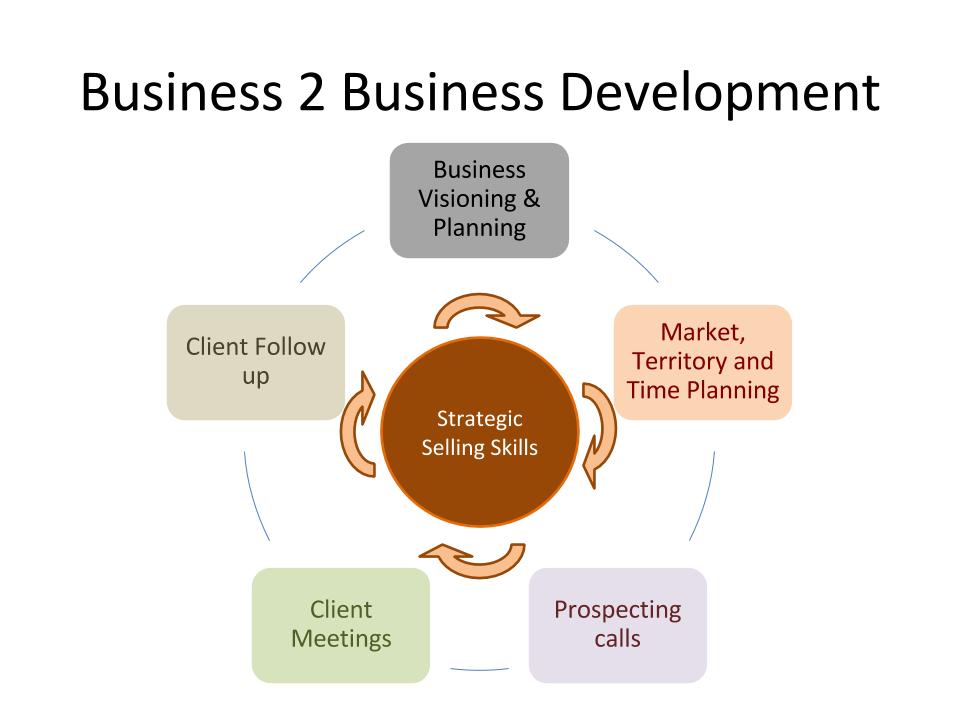 Business 2 Business Development
Business
Visioning &
Planning
Market,
Territory and
Time Planning
Client Follow
up
Strategic
Selling Skills
Client
Meetings
Prospecting
calls